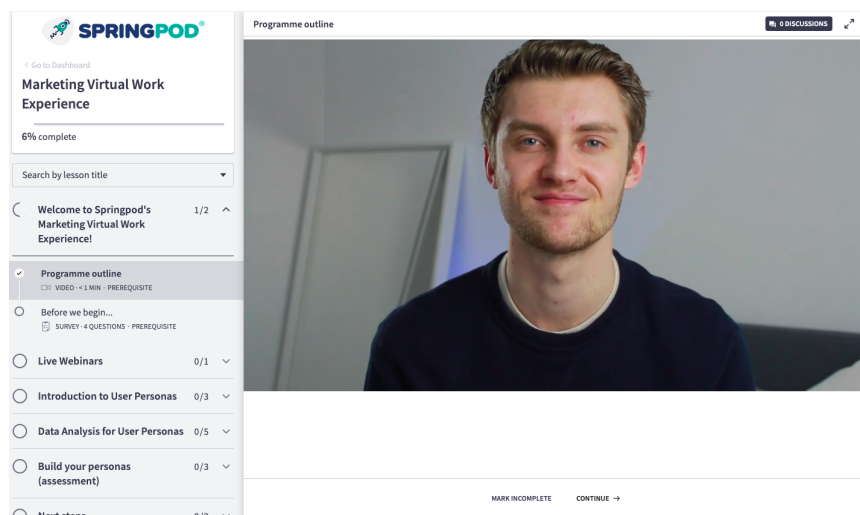 SPRINGPOD®
< Go to Dashboard
Marketing Virtual Work
Experience
6% complete
Search by lesson title
Welcome to Springpod's 1/2
Marketing Virtual Work
Experience!
Programme outline
VIDEO · < 1 MIN · PREREQUISITE
Before we begin...
SURVEY · 4 QUESTIONS · PREREQUISITE
Live Webinars 0/1
Introduction to User Personas 0/3
Data Analysis for User Personas 0/5
Build your personas 0/3
(assessment)
Programme outline
0 DISCUSSIONS
MARK INCOMPLETE CONTINUE →